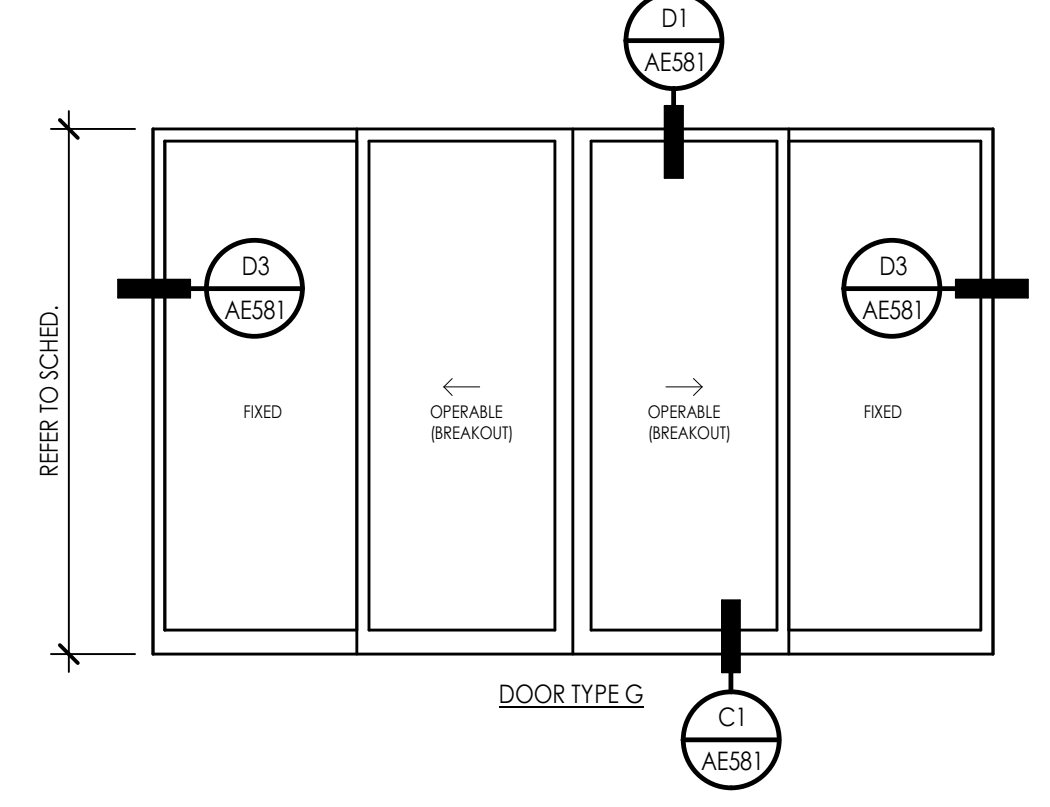 D1
AE581
D3
AE581
D3
AE581
REFER TO SCHED.
FIXED
OPERABLE
(BREAKOUT)
OPERABLE
(BREAKOUT)
FIXED
DOOR TYPE G
C1
AE581